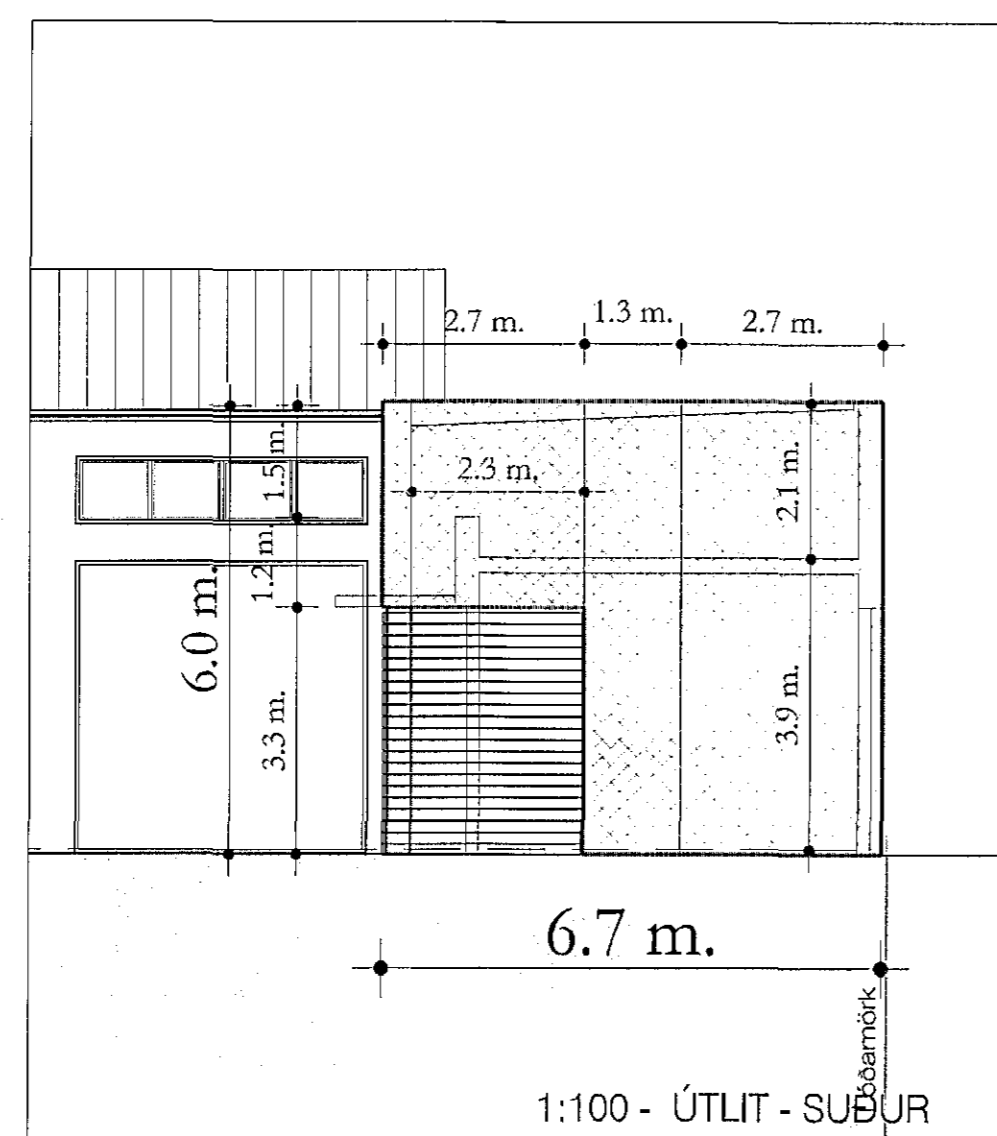 2.7 m.
1.3 m.
2.7 m.
1.5 m.
2.3 m.
2.1 m.
1.2 m.
6.0 m.
3.3 m.
3.9 m.
6.7 m.
Lóðamörk
1:100 - ÚTLIT - SUÐUR